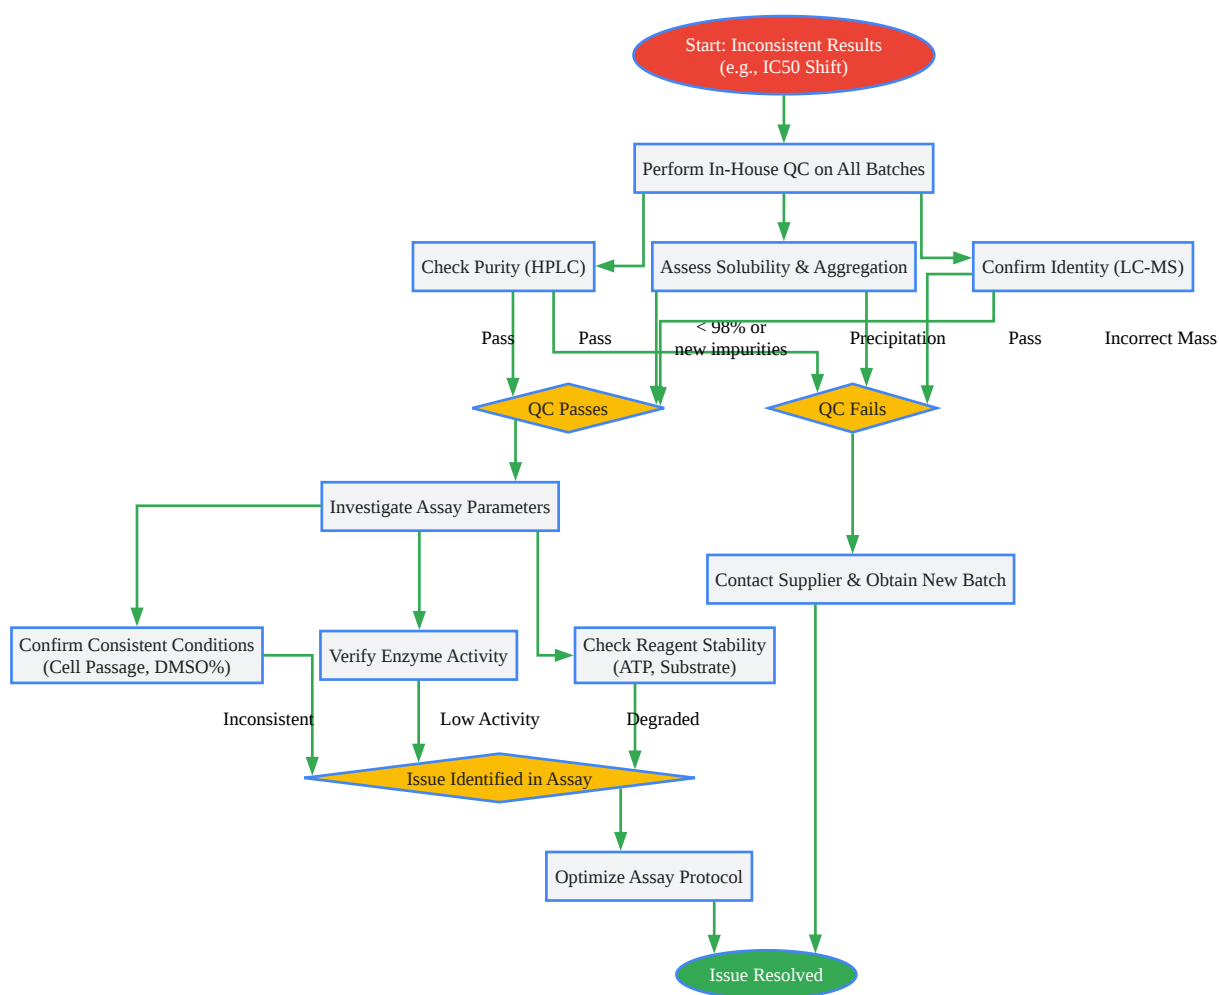 Start: Inconsistent Results
(e.g., IC50 Shift)
Perform In-House QC on All Batches
Check Purity (HPLC)
Assess Solubility & Aggregation
Confirm Identity (LC-MS)
Pass
Pass
< 98% or
new impurities
Precipitation
Pass
Incorrect Mass
QC Passes
QC Fails
Investigate Assay Parameters
Contact Supplier & Obtain New Batch
Confirm Consistent Conditions
(Cell Passage, DMSO%)
Verify Enzyme Activity
Check Reagent Stability
(ATP, Substrate)
Inconsistent
Low Activity
Degraded
Issue Identified in Assay
Optimize Assay Protocol
Issue Resolved